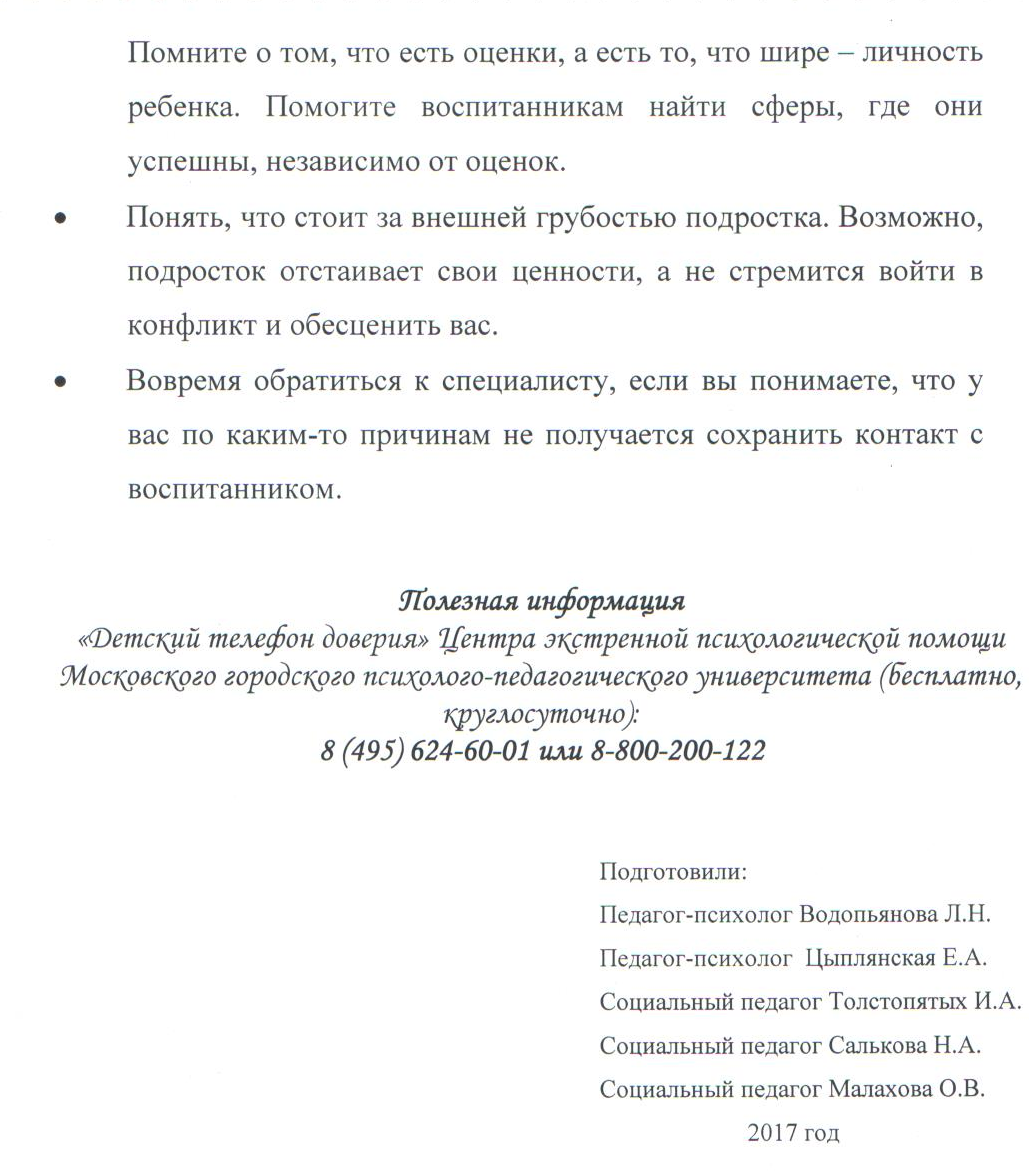 Помните о том, что есть оценки, а есть то, что шире – личность
ребенка. Помогите воспитанникам найти сферы, где они
успешны, независимо от оценок.
• Понять, что стоит за внешней грубостью подростка. Возможно,
подросток отстаивает свои ценности, а не стремится войти в
конфликт и обесценить вас.
• Вовремя обратиться к специалисту, если вы понимаете, что у
вас по каким-то причинам не получается сохранить контакт с
воспитанником.
Полезная информация
«Детский телефон доверия» Центра экстренной психологической помощи
Московского городского психолого-педагогического университета (бесплатно,
круглосуточно):
8 (495) 624-60-01 или 8-800-200-122
Подготовили:
Педагог-психолог Водопьянова Л.Н.
Педагог-психолог Цыплянская Е.А.
Социальный педагог Толстопятых И.А.
Социальный педагог Салькова Н.А.
Социальный педагог Малахова О.В.
2017 год